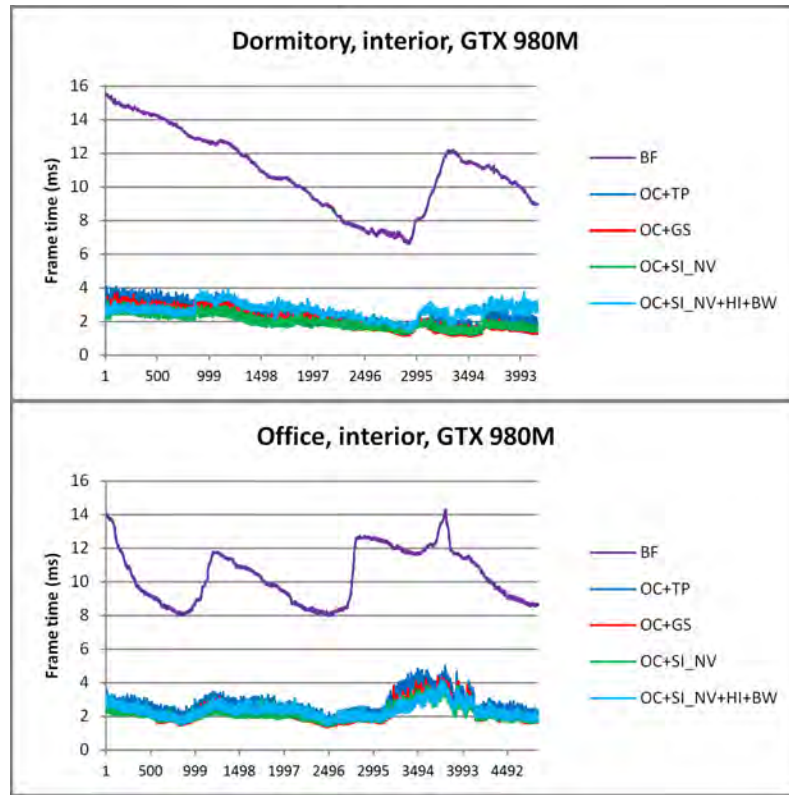 Dormitory, interior, GTX 980M
Frame time (ms)
16
14
12
10
8
6
4
2
0
1 500 999 1498 1997 2496 2995 3494 3993
BF
OC+TP
OC+GS
OC+SI_NV
OC+SI_NV+HI+BW
Office, interior, GTX 980M
Frame time (ms)
16
14
12
10
8
6
4
2
0
1 500 999 1498 1997 2496 2995 3494 3993 4492
BF
OC+TP
OC+GS
OC+SI_NV
OC+SI_NV+HI+BW